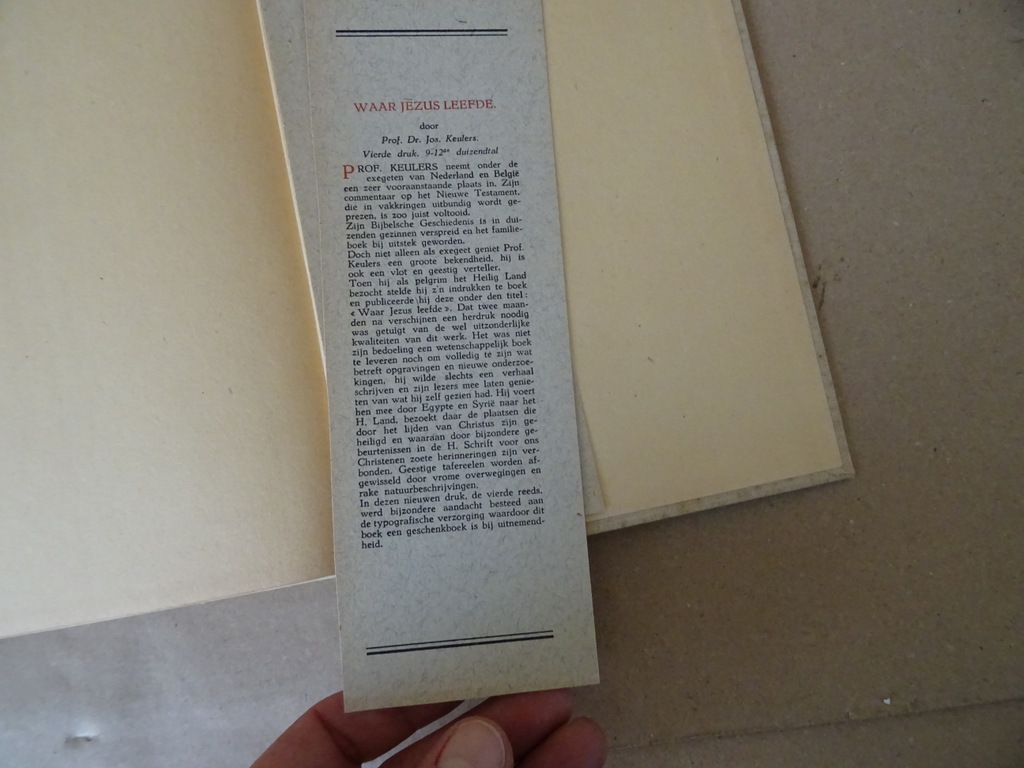 WAAR JEZUS LEEFDE.
door
Prof. Dr. Jos. Keulers.
Vierde druk. 9-12de duizendtal
PROF. KEULERS neemt onder de
exegeten van Nederland en België
een zeer vooraanstaande plaats in. Zijn
commentaar op het Nieuwe Testament,
die in vakkringen uitbundig wordt ge-
prezen, is zoo juist voltooid.
Zijn Bijbelsche Geschiedenis is in dui-
zenden gezinnen verspreid en het familie-
boek bij uitstek geworden.
Doch niet alleen als exegeet geniet Prof.
Keulers een groote bekendheid, hij is
ook een vlot en geestig verteller.
Toen hij als pelgrim het Heilig Land
bezocht stelde hij z'n indrukken te boek
en publiceerde hij deze onder den titel:
« Waar Jezus leefde ». Dat twee maan-
den na verschijnen een herdruk noodig
was getuigt van de wel uitzonderlijke
kwaliteiten van dit werk. Het was niet
zijn bedoeling een wetenschappelijk boek
te leveren noch om volledig te zijn wat
betreft opgravingen en nieuwe onderzoe-
kingen, hij wilde slechts een verhaal
schrijven en zijn lezers mee laten genie-
ten van wat hij zelf gezien had. Hij voert
hen mee door Egypte en Syrië naar het
H. Land, bezoekt daar de plaatsen die
door het lijden van Christus zijn ge-
heiligd en waaraan door bijzondere ge-
beurtenissen in de H. Schrift voor ons
Christenen zoete herinneringen zijn ver-
bonden. Geestige tafereelen worden af-
gewisseld door vrome overwegingen en
rake natuurbeschrijvingen.
In dezen nieuwen druk, de vierde reeds,
werd bijzondere aandacht besteed aan
de typografische verzorging waardoor dit
boek een geschenkboek is bij uitnemend-
heid.